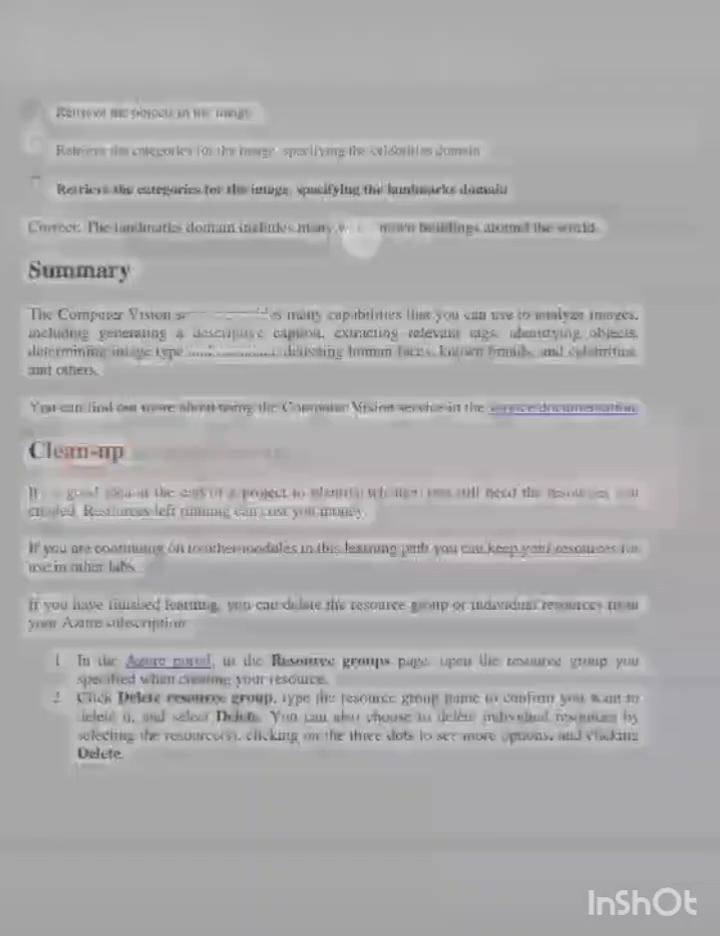 Retrieve the objects in the image
Retrieve the categories for the image, specifying the celebrities domain
Retrieve the categories for the image, specifying the landmarks domain
Correct. The landmarks domain includes many known buildings around the world.
Summary
The Computer Vision many capabilities that you can use to analyze images,
including generating a descriptive caption, extracting relevant tags, identifying objects,
determining image type detecting human faces, known brands, and celebrities,
and others.
You can find out more about using the Computer Vision service in the service documentation
Clean-up
It good idea at the end of a project to identify whether you still need the resources you
created. Resources left running can cost you money.
If you are continuing on to other modules in this learning path you can keep your resources for
use in other labs.
If you have finished learning, you can delete the resource group or individual resources from
your Azure subscription
1. In the Azure portal, in the Resource groups page, open the resource group you
specified when creating your resource.
2. Click Delete resource group, type the resource group name to confirm you want to
delete it, and select Delete. You can also choose to delete individual resources by
selecting the resource(s), clicking on the three dots to see more options, and clicking
Delete.
InShOt